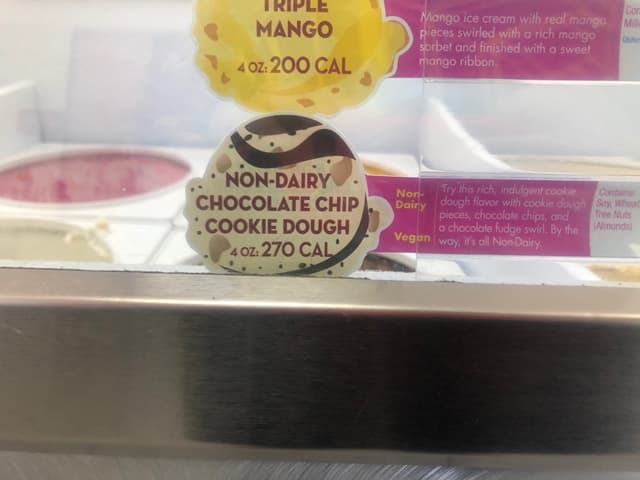 TRIPLE
MANGO
4 OZ: 200 CAL
Mango ice cream with real mango
pieces swirled with a rich mango
sorbet and finished with a sweet
mango ribbon.
NON-DAIRY
CHOCOLATE CHIP
COOKIE DOUGH
4 OZ: 270 CAL
Non-
Dairy
Vegan
Try this rich, indulgent cookie
dough flavor with cookie dough
pieces, chocolate chips, and
a chocolate fudge swirl. By the
way, it's all Non-Dairy.
Contains:
Soy, Wheat
Tree Nuts
(Almonds)